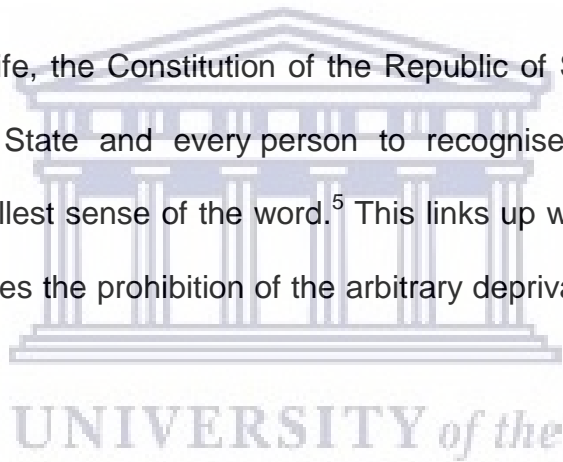 ife, the Constitution of the Republic of S
State and every person to recognise
llest sense of the word.⁵ This links up w
es the prohibition of the arbitrary depriva
UNIVERSITY of the